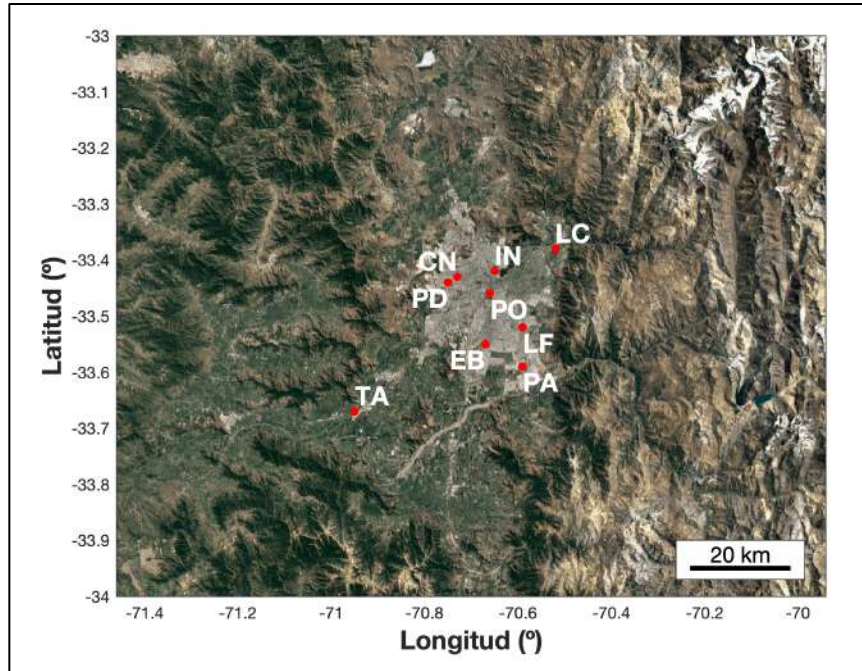 -33
-33.1
-33.2
-33.3
-33.4
-33.5
-33.6
-33.7
-33.8
-33.9
-34
Latitud (º)
LC
IN
CN
PD
PO
LF
EB
PA
TA
20 km
-71.4 -71.2 -71 -70.8 -70.6 -70.4 -70.2 -70
Longitud (º)